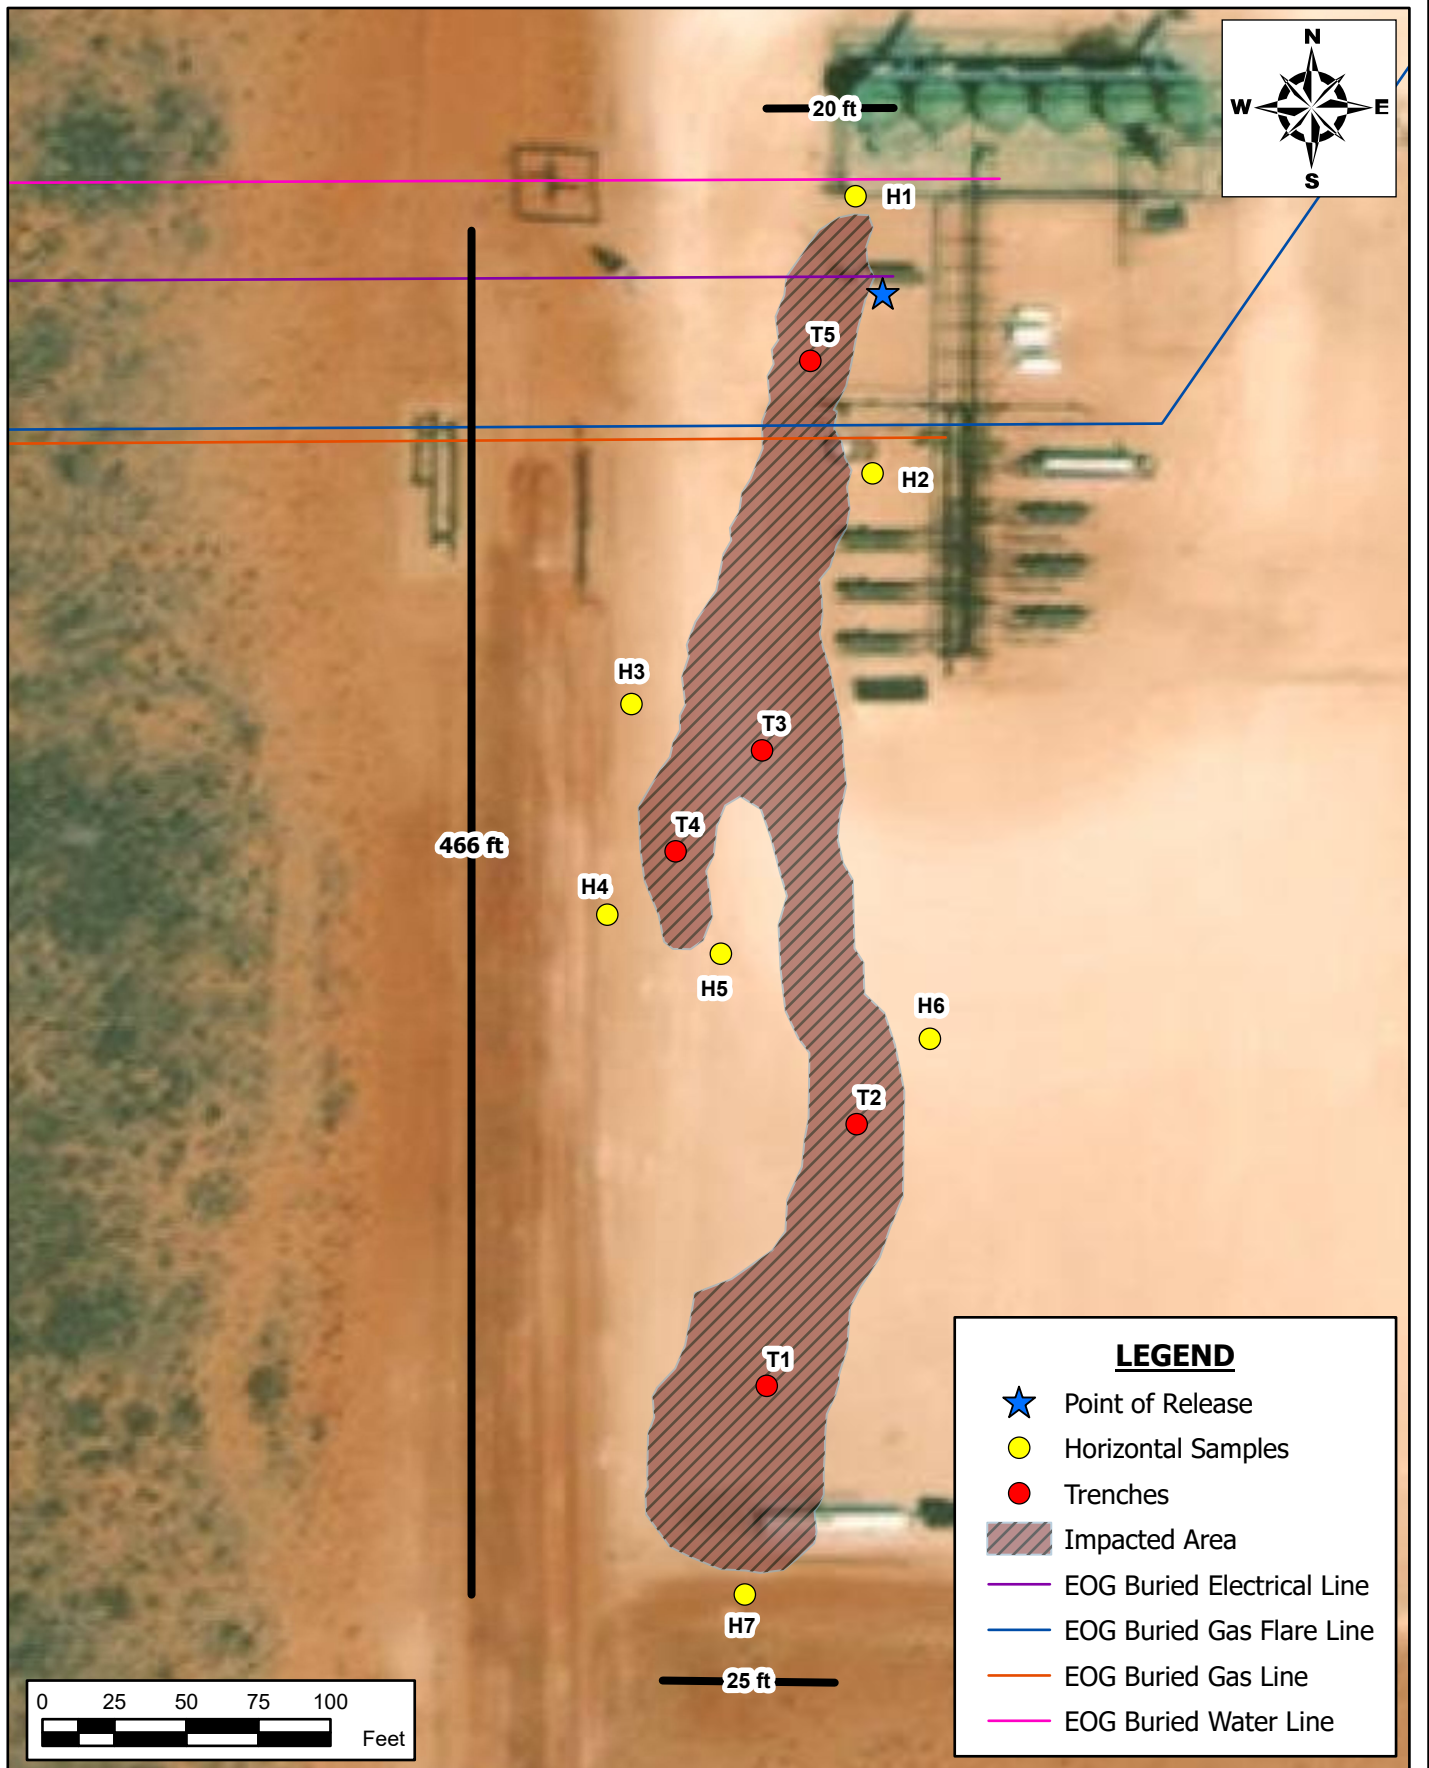 N
W E
S
20 ft
H1
T5
H2
H3
T3
T4
466 ft
H4
H5
H6
T2
T1
H7
25 ft
0 25 50 75 100
Feet
LEGEND
Point of Release
Horizontal Samples
Trenches
Impacted Area
EOG Buried Electrical Line
EOG Buried Gas Flare Line
EOG Buried Gas Line
EOG Buried Water Line